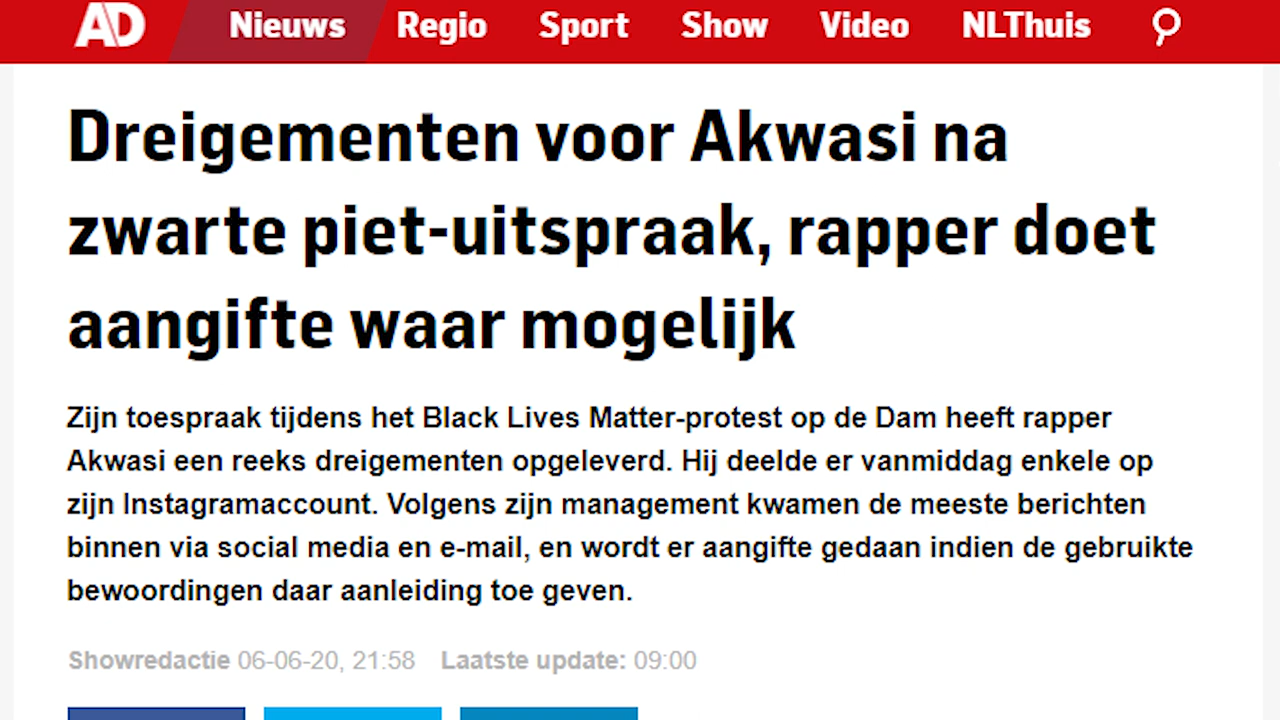 AD Nieuws Regio Sport Show Video NLThuis
Dreigementen voor Akwasi na
zwarte piet-uitspraak, rapper doet
aangifte waar mogelijk
Zijn toespraak tijdens het Black Lives Matter-protest op de Dam heeft rapper
Akwasi een reeks dreigementen opgeleverd. Hij deelde er vanmiddag enkele op
zijn Instagramaccount. Volgens zijn management kwamen de meeste berichten
binnen via social media en e-mail, en wordt er aangifte gedaan indien de gebruikte
bewoordingen daar aanleiding toe geven.
Showredactie 06-06-20, 21:58 Laatste update: 09:00